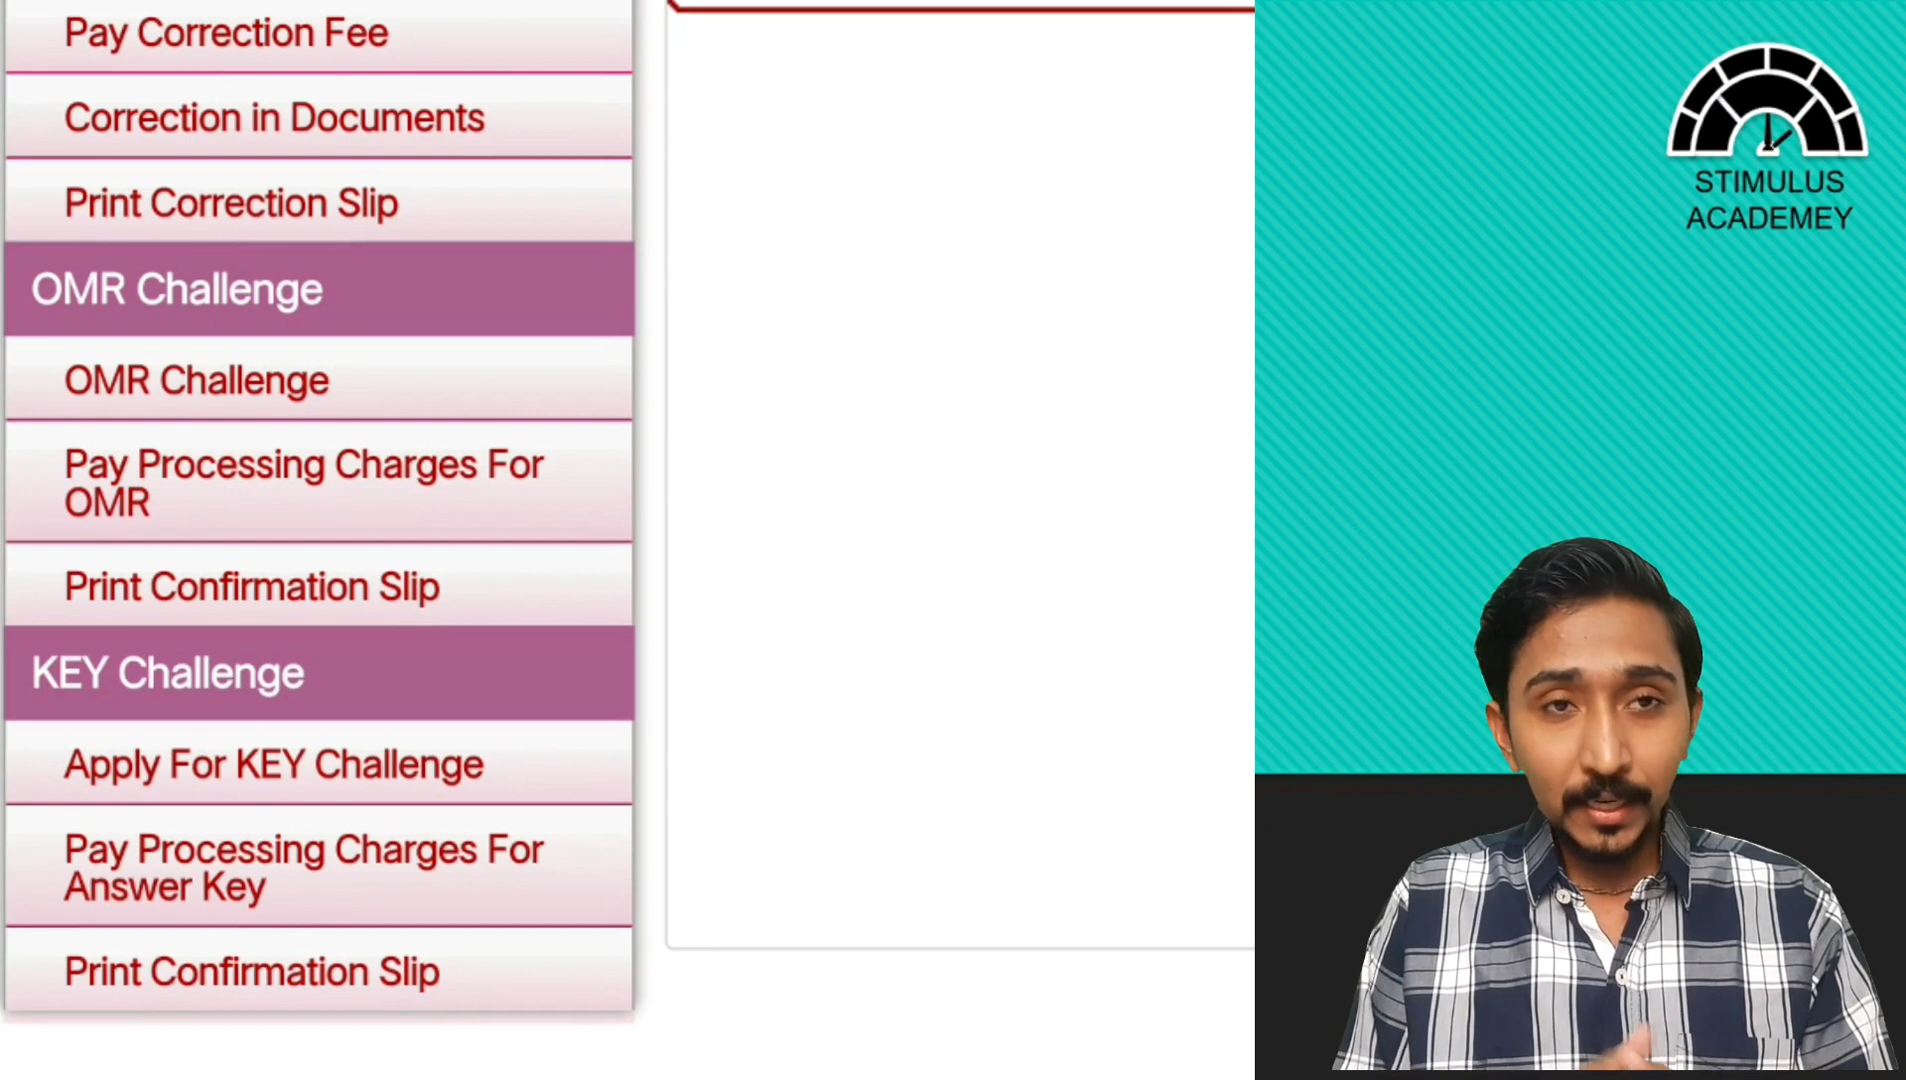 Pay Correction Fee
Correction in Documents
Print Correction Slip
OMR Challenge
OMR Challenge
Pay Processing Charges For
OMR
Print Confirmation Slip
KEY Challenge
Apply For KEY Challenge
Pay Processing Charges For
Answer Key
Print Confirmation Slip
STIMULUS
ACADEMEY